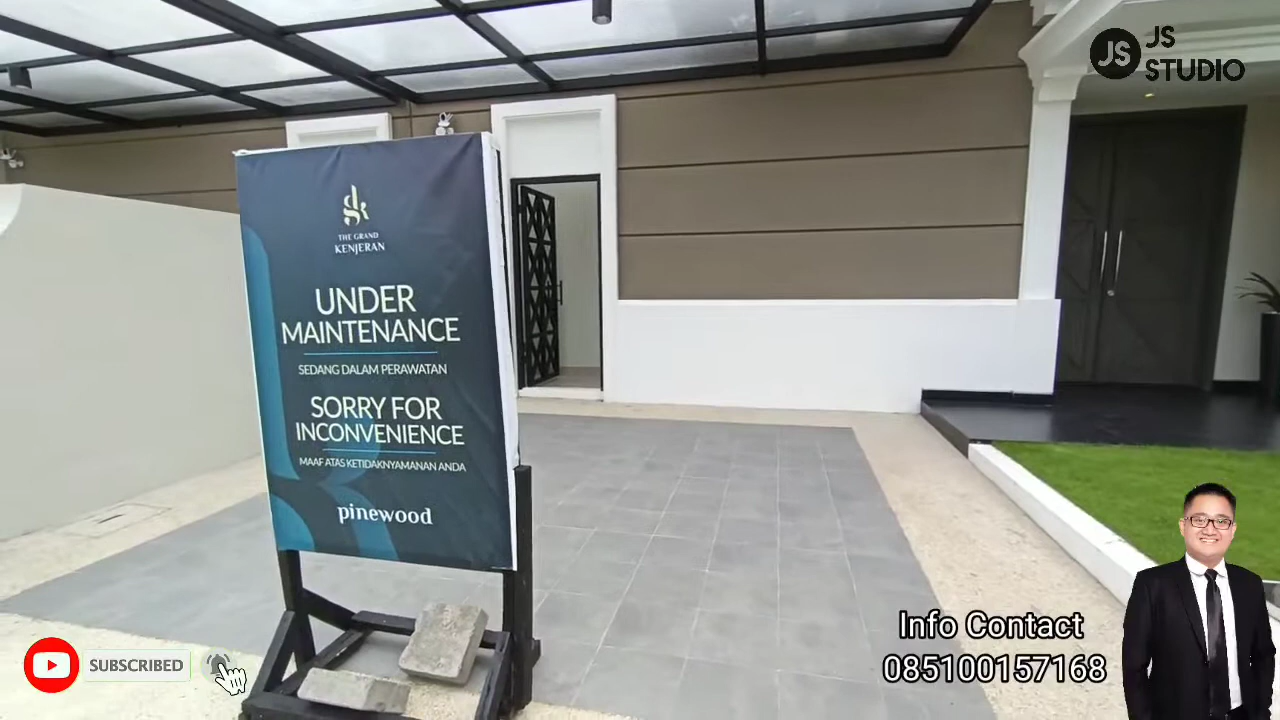 JS
JS
STUDIO
THE GRAND
KENJERAN
UNDER
MAINTENANCE
SEDANG DALAM PERAWATAN
SORRY FOR
INCONVENIENCE
MAAF ATAS KETIDAKNYAMANAN ANDA
pinewood
Info Contact
085100157168
SUBSCRIBED